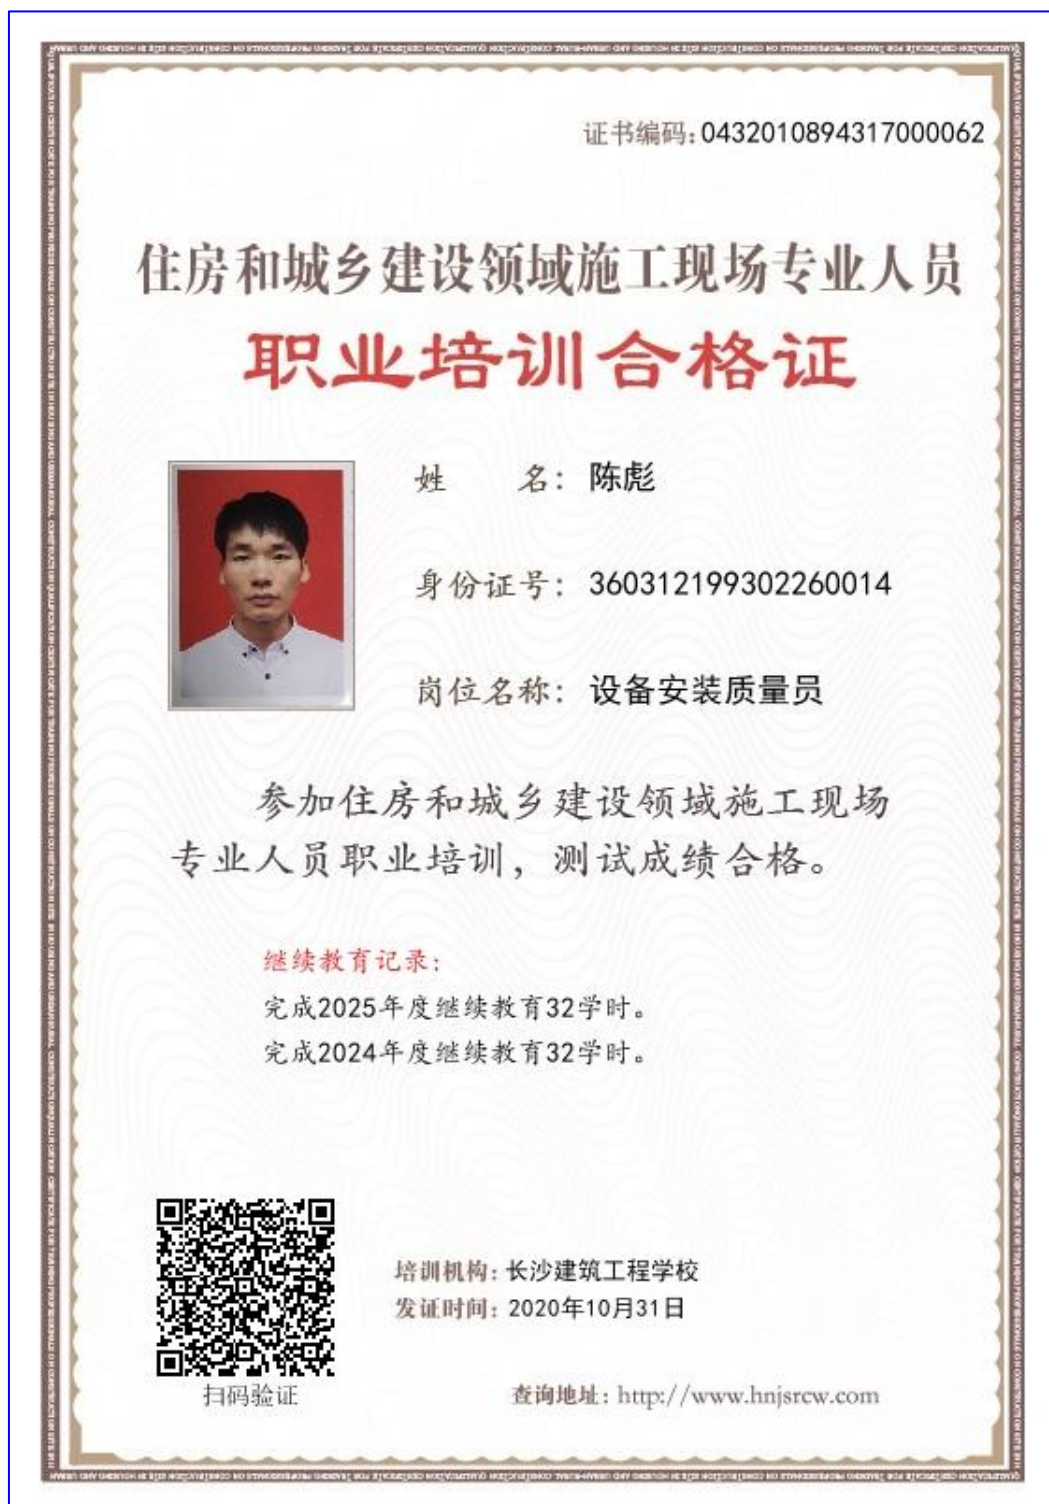 证书编码:0432010894317000062
住房和城乡建设领域施工现场专业人员
职业培训合格证
姓 名: 陈彪
身份证号: 360312199302260014
岗位名称: 设备安装质量员
参加住房和城乡建设领域施工现场
专业人员职业培训，测试成绩合格。
继续教育记录:
完成2025年度继续教育32学时。
完成2024年度继续教育32学时。
培训机构: 长沙建筑工程学校
发证时间: 2020年10月31日
扫码验证
查询地址: http://www.hnjsrcw.com